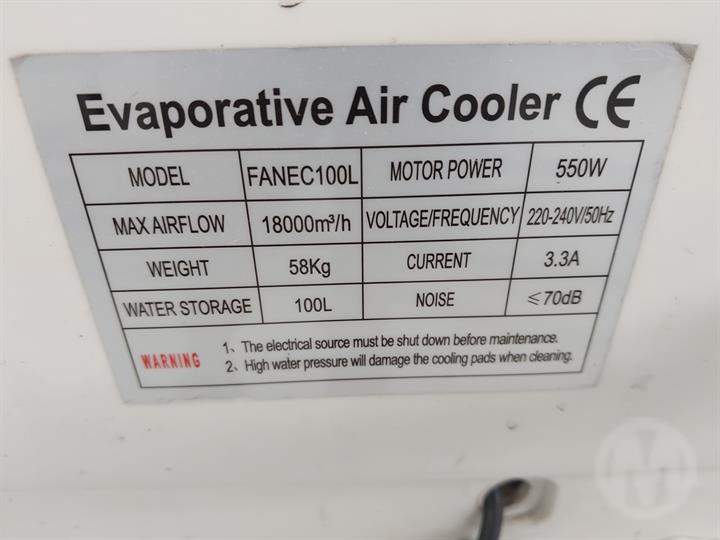 Evaporative Air Cooler CE
MODEL FANEC100L MOTOR POWER 550W
MAX AIRFLOW 18000m³/h VOLTAGE/FREQUENCY 220-240V/50Hz
WEIGHT 58Kg CURRENT 3.3A
WATER STORAGE 100L NOISE ≤70dB
WARNING
1、The electrical source must be shut down before maintenance.
2、High water pressure will damage the cooling pads when cleaning.
M